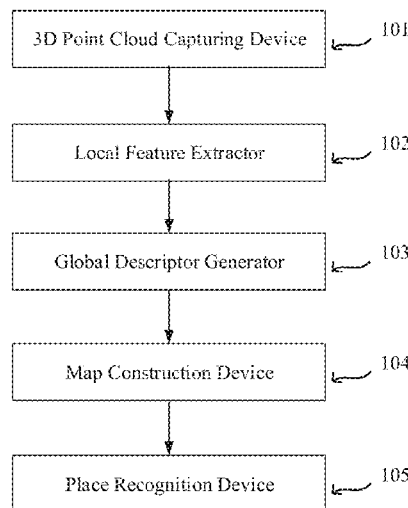 3D Point Cloud Capturing Device 101
Local Feature Extractor 102
Global Descriptor Generator 103
Map Construction Device 104
Place Recognition Device 105